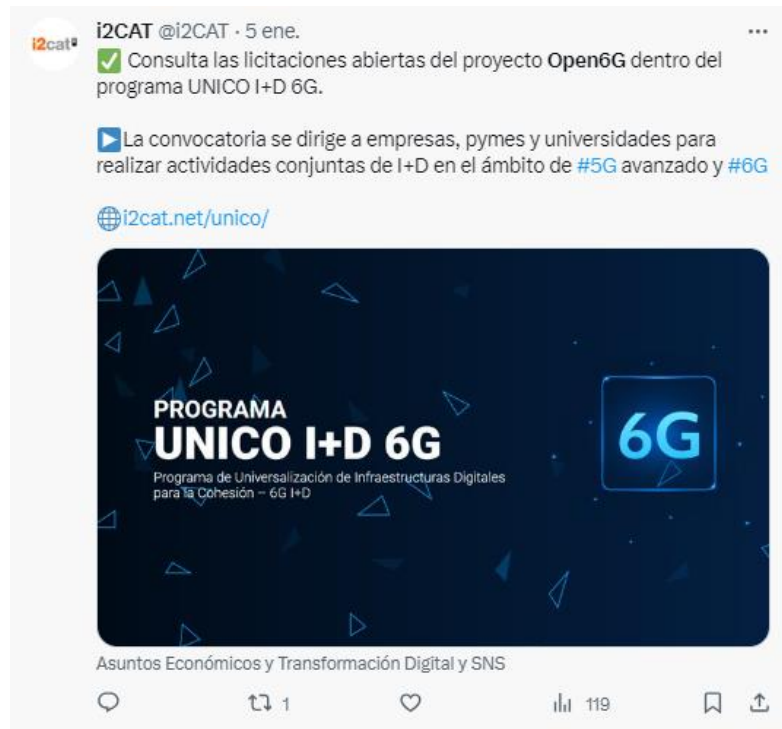 i2cat
i2CAT @i2CAT · 5 ene.
✅ Consulta las licitaciones abiertas del proyecto Open6G dentro del
programa UNICO I+D 6G.
▶️La convocatoria se dirige a empresas, pymes y universidades para
realizar actividades conjuntas de I+D en el ámbito de #5G avanzado y #6G
🌐i2cat.net/unico/
PROGRAMA
UNICO I+D 6G
Programa de Universalización de Infraestructuras Digitales
para la Cohesión – 6G I+D
6G
Asuntos Económicos y Transformación Digital y SNS
1 119